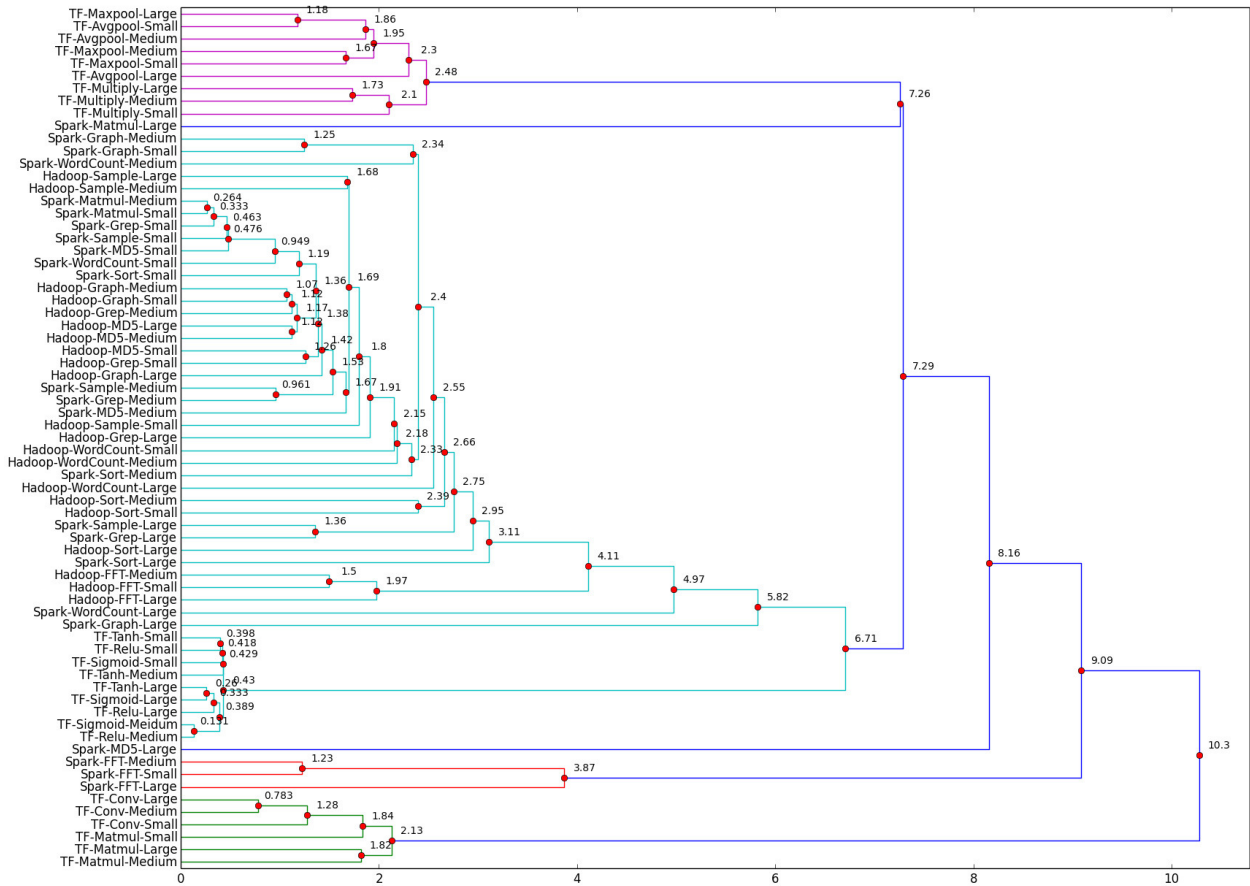 TF-Maxpool-Large 1.18
TF-Avgpool-Small 1.86
TF-Avgpool-Medium 1.95
TF-Maxpool-Medium 1.67 2.3
TF-Maxpool-Small
TF-Avgpool-Large 2.48
TF-Multiply-Large 1.73 7.26
TF-Multiply-Medium 2.1
TF-Multiply-Small
Spark-Matmul-Large
Spark-Graph-Medium 1.25
Spark-Graph-Small 2.34
Spark-WordCount-Medium
Hadoop-Sample-Large 1.68
Hadoop-Sample-Medium
Spark-Matmul-Medium 0.264
Spark-Matmul-Small 0.333
Spark-Grep-Small 0.463
Spark-Sample-Small 0.476
Spark-MD5-Small 0.949
Spark-WordCount-Small 1.19
Spark-Sort-Small 1.36 1.69
Hadoop-Graph-Medium 1.07
Hadoop-Graph-Small 1.12 2.4
Hadoop-Grep-Medium 1.17 1.38
Hadoop-MD5-Large 1.12
Hadoop-MD5-Medium 1.42 1.8
Hadoop-MD5-Small 1.26
Hadoop-Grep-Small 1.53 7.29
Hadoop-Graph-Large
Spark-Sample-Medium 0.961 1.67 1.91 2.55
Spark-Grep-Medium
Spark-MD5-Medium 2.15
Hadoop-Sample-Small
Hadoop-Grep-Large 2.18 2.66
Hadoop-WordCount-Small 2.33
Hadoop-WordCount-Medium
Spark-Sort-Medium 2.75
Hadoop-WordCount-Large
Hadoop-Sort-Medium 2.39
Hadoop-Sort-Small 2.95
Spark-Sample-Large 1.36
Spark-Grep-Large 3.11
Hadoop-Sort-Large
Spark-Sort-Large 4.11 8.16
Hadoop-FFT-Medium 1.5
Hadoop-FFT-Small 1.97 4.97
Hadoop-FFT-Large 5.82
Spark-WordCount-Large
Spark-Graph-Large
TF-Tanh-Small 0.398 6.71
TF-Relu-Small 0.418
TF-Sigmoid-Small 0.429 9.09
TF-Tanh-Medium 0.43
TF-Tanh-Large 0.26
TF-Sigmoid-Large 0.333
TF-Relu-Large 0.389
TF-Sigmoid-Meidum 0.131
TF-Relu-Medium
Spark-MD5-Large 10.3
Spark-FFT-Medium 1.23
Spark-FFT-Small 3.87
Spark-FFT-Large
TF-Conv-Large 0.783
TF-Conv-Medium 1.28
TF-Conv-Small 1.84
TF-Matmul-Small 2.13
TF-Matmul-Large 1.82
TF-Matmul-Medium
0 2 4 6 8 10